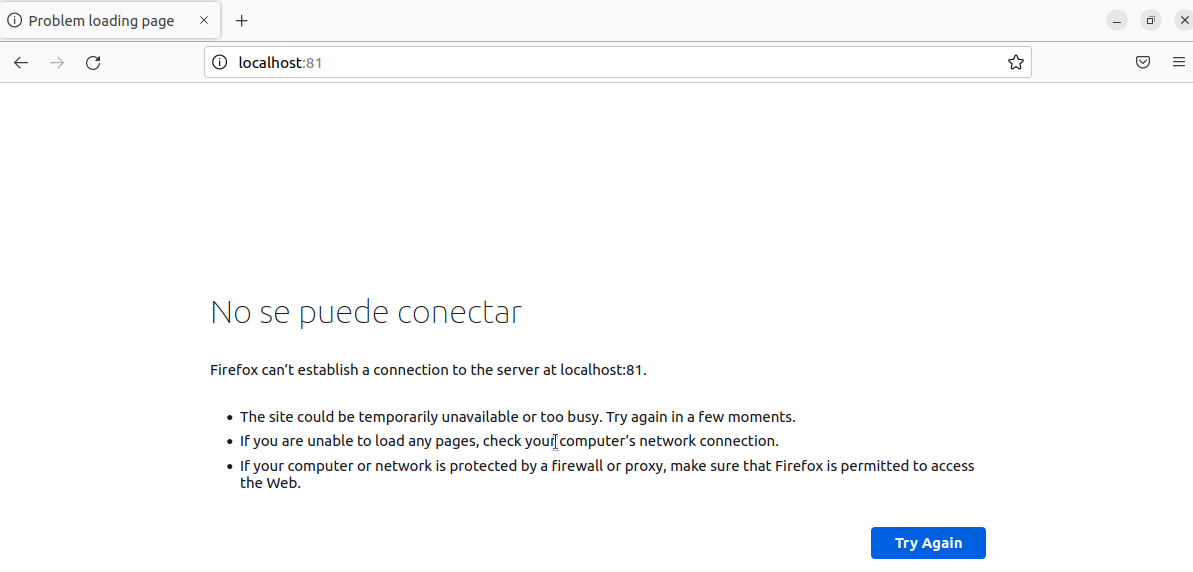 Problem loading page
localhost:81
No se puede conectar
Firefox can’t establish a connection to the server at localhost:81.
• The site could be temporarily unavailable or too busy. Try again in a few moments.
• If you are unable to load any pages, check your computer’s network connection.
• If your computer or network is protected by a firewall or proxy, make sure that Firefox is permitted to access
the Web.
Try Again